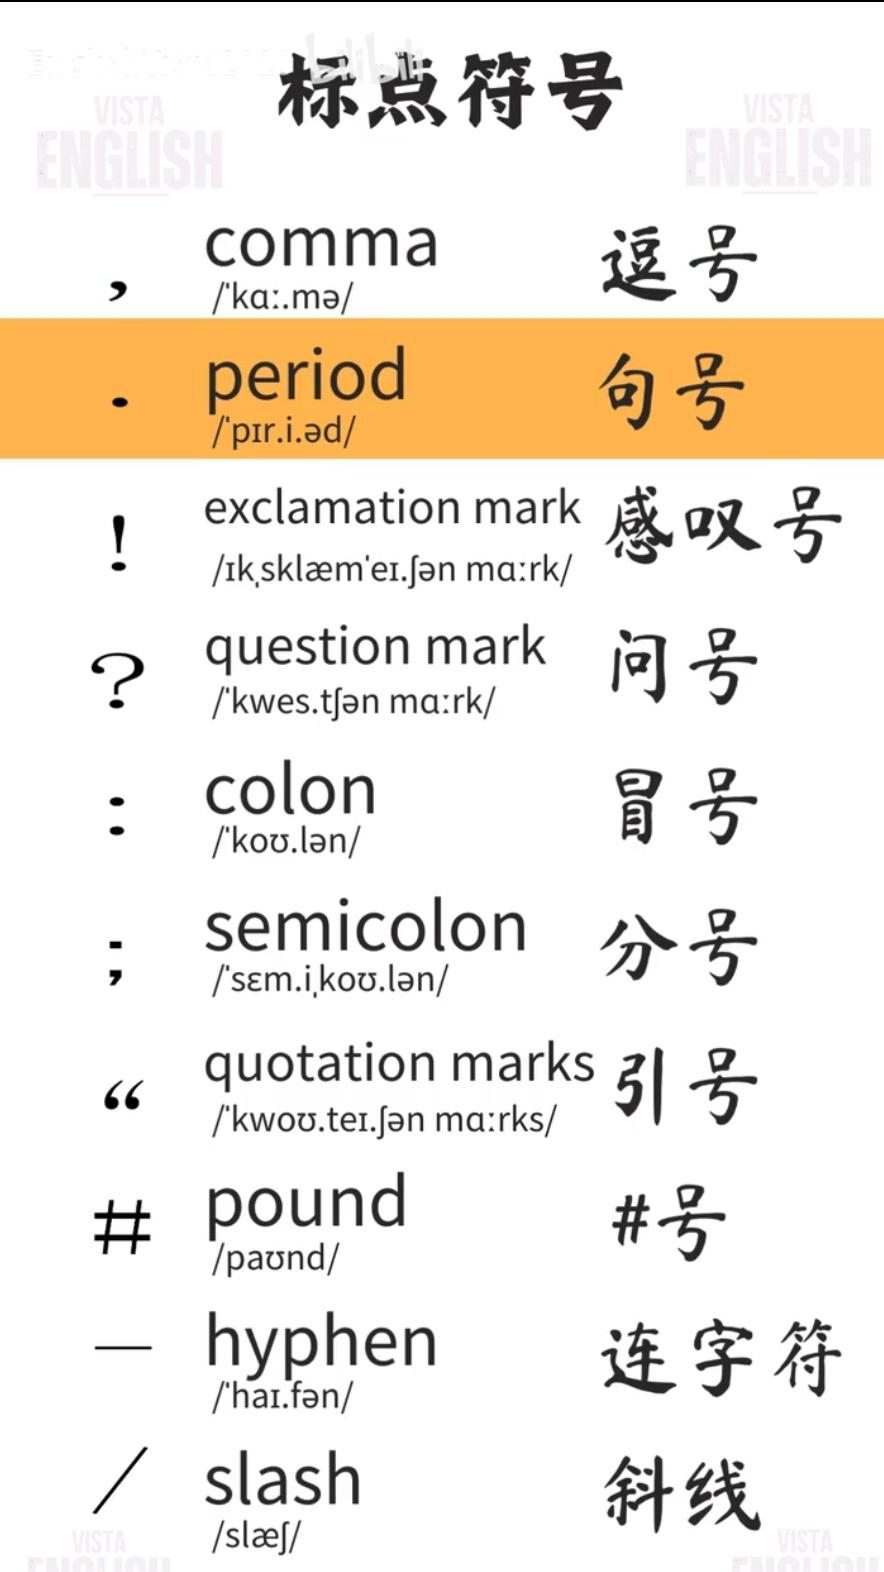 标点符号
VISTA
ENGLISH
VISTA
ENGLISH
, comma 逗号
/ˈkɑː.mə/
. period 句号
/ˈpɪr.i.əd/
! exclamation mark 感叹号
/ɪkˌsklæmˈeɪ.ʃən mɑːrk/
? question mark 问号
/ˈkwes.tʃən mɑːrk/
: colon 冒号
/ˈkoʊ.lən/
; semicolon 分号
/ˈsɛm.iˌkoʊ.lən/
“ quotation marks 引号
/ˈkwoʊ.teɪ.ʃən mɑːrks/
# pound #号
/paʊnd/
— hyphen 连字符
/ˈhaɪ.fən/
/ slash 斜线
/slæʃ/
VISTA
ENGLISH
VISTA
ENGLISH